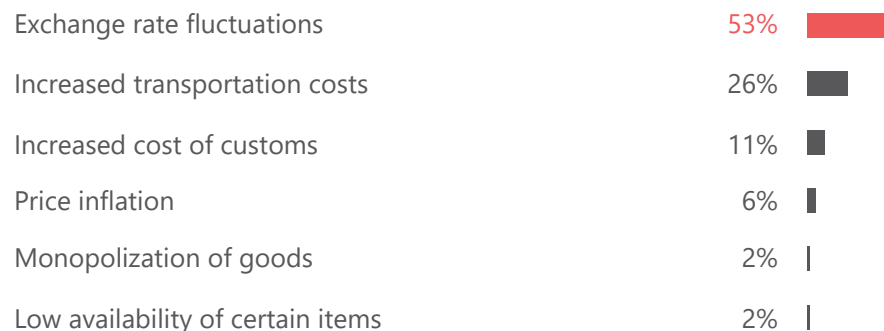 Exchange rate fluctuations 53%
Increased transportation costs 26%
Increased cost of customs 11%
Price inflation 6%
Monopolization of goods 2%
Low availability of certain items 2%